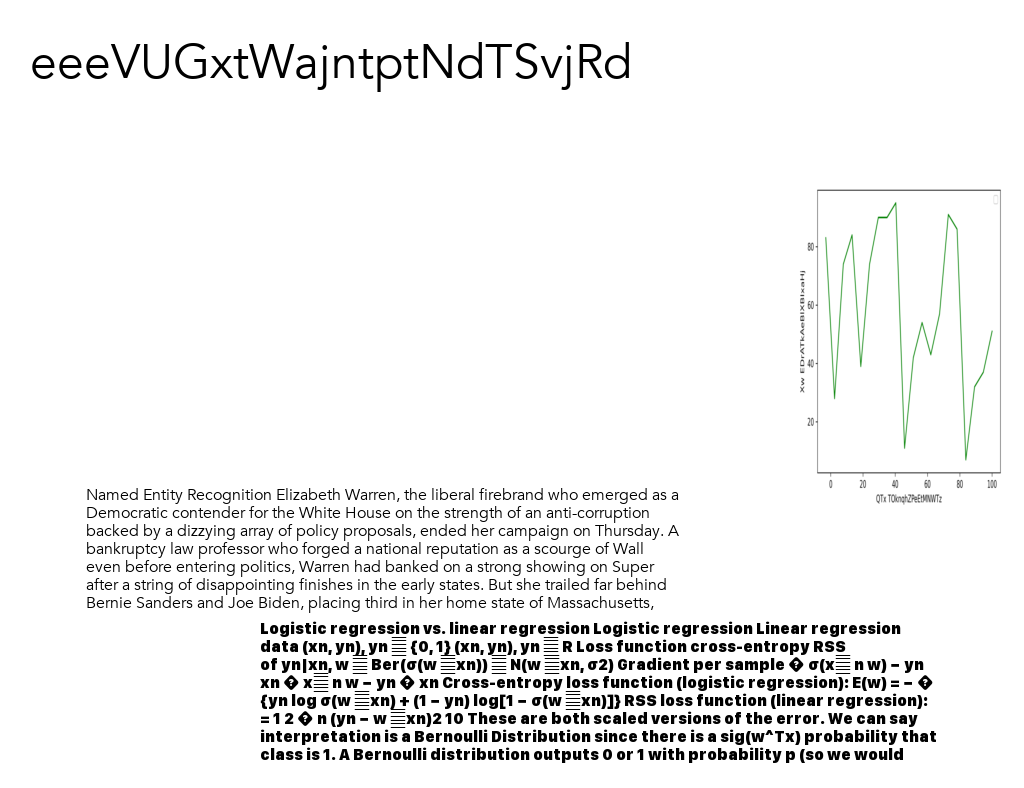 eeeVUGxtWajntptNdTSvjRd
80
60
40
20
0 20 40 60 80 100
QTx TOknqhZPeEtMNWTz
Named Entity Recognition Elizabeth Warren, the liberal firebrand who emerged as a
Democratic contender for the White House on the strength of an anti-corruption
backed by a dizzying array of policy proposals, ended her campaign on Thursday. A
bankruptcy law professor who forged a national reputation as a scourge of Wall
even before entering politics, Warren had banked on a strong showing on Super
after a string of disappointing finishes in the early states. But she trailed far behind
Bernie Sanders and Joe Biden, placing third in her home state of Massachusetts,
Logistic regression vs. linear regression Logistic regression Linear regression
data (xn, yn), yn {0, 1} (xn, yn), yn R Loss function cross-entropy RSS
of yn|xn, w Ber(σ(w xn)) N(w xn, σ2) Gradient per sample � σ(x n w) − yn
xn � x n w − yn � xn Cross-entropy loss function (logistic regression): E(w) = − �
{yn log σ(w xn) + (1 − yn) log[1 − σ(w xn)]} RSS loss function (linear regression):
= 1 2 � n (yn − w xn)2 10 These are both scaled versions of the error. We can say
interpretation is a Bernoulli Distribution since there is a sig(w^Tx) probability that
class is 1. A Bernoulli distribution outputs 0 or 1 with probability p (so we would